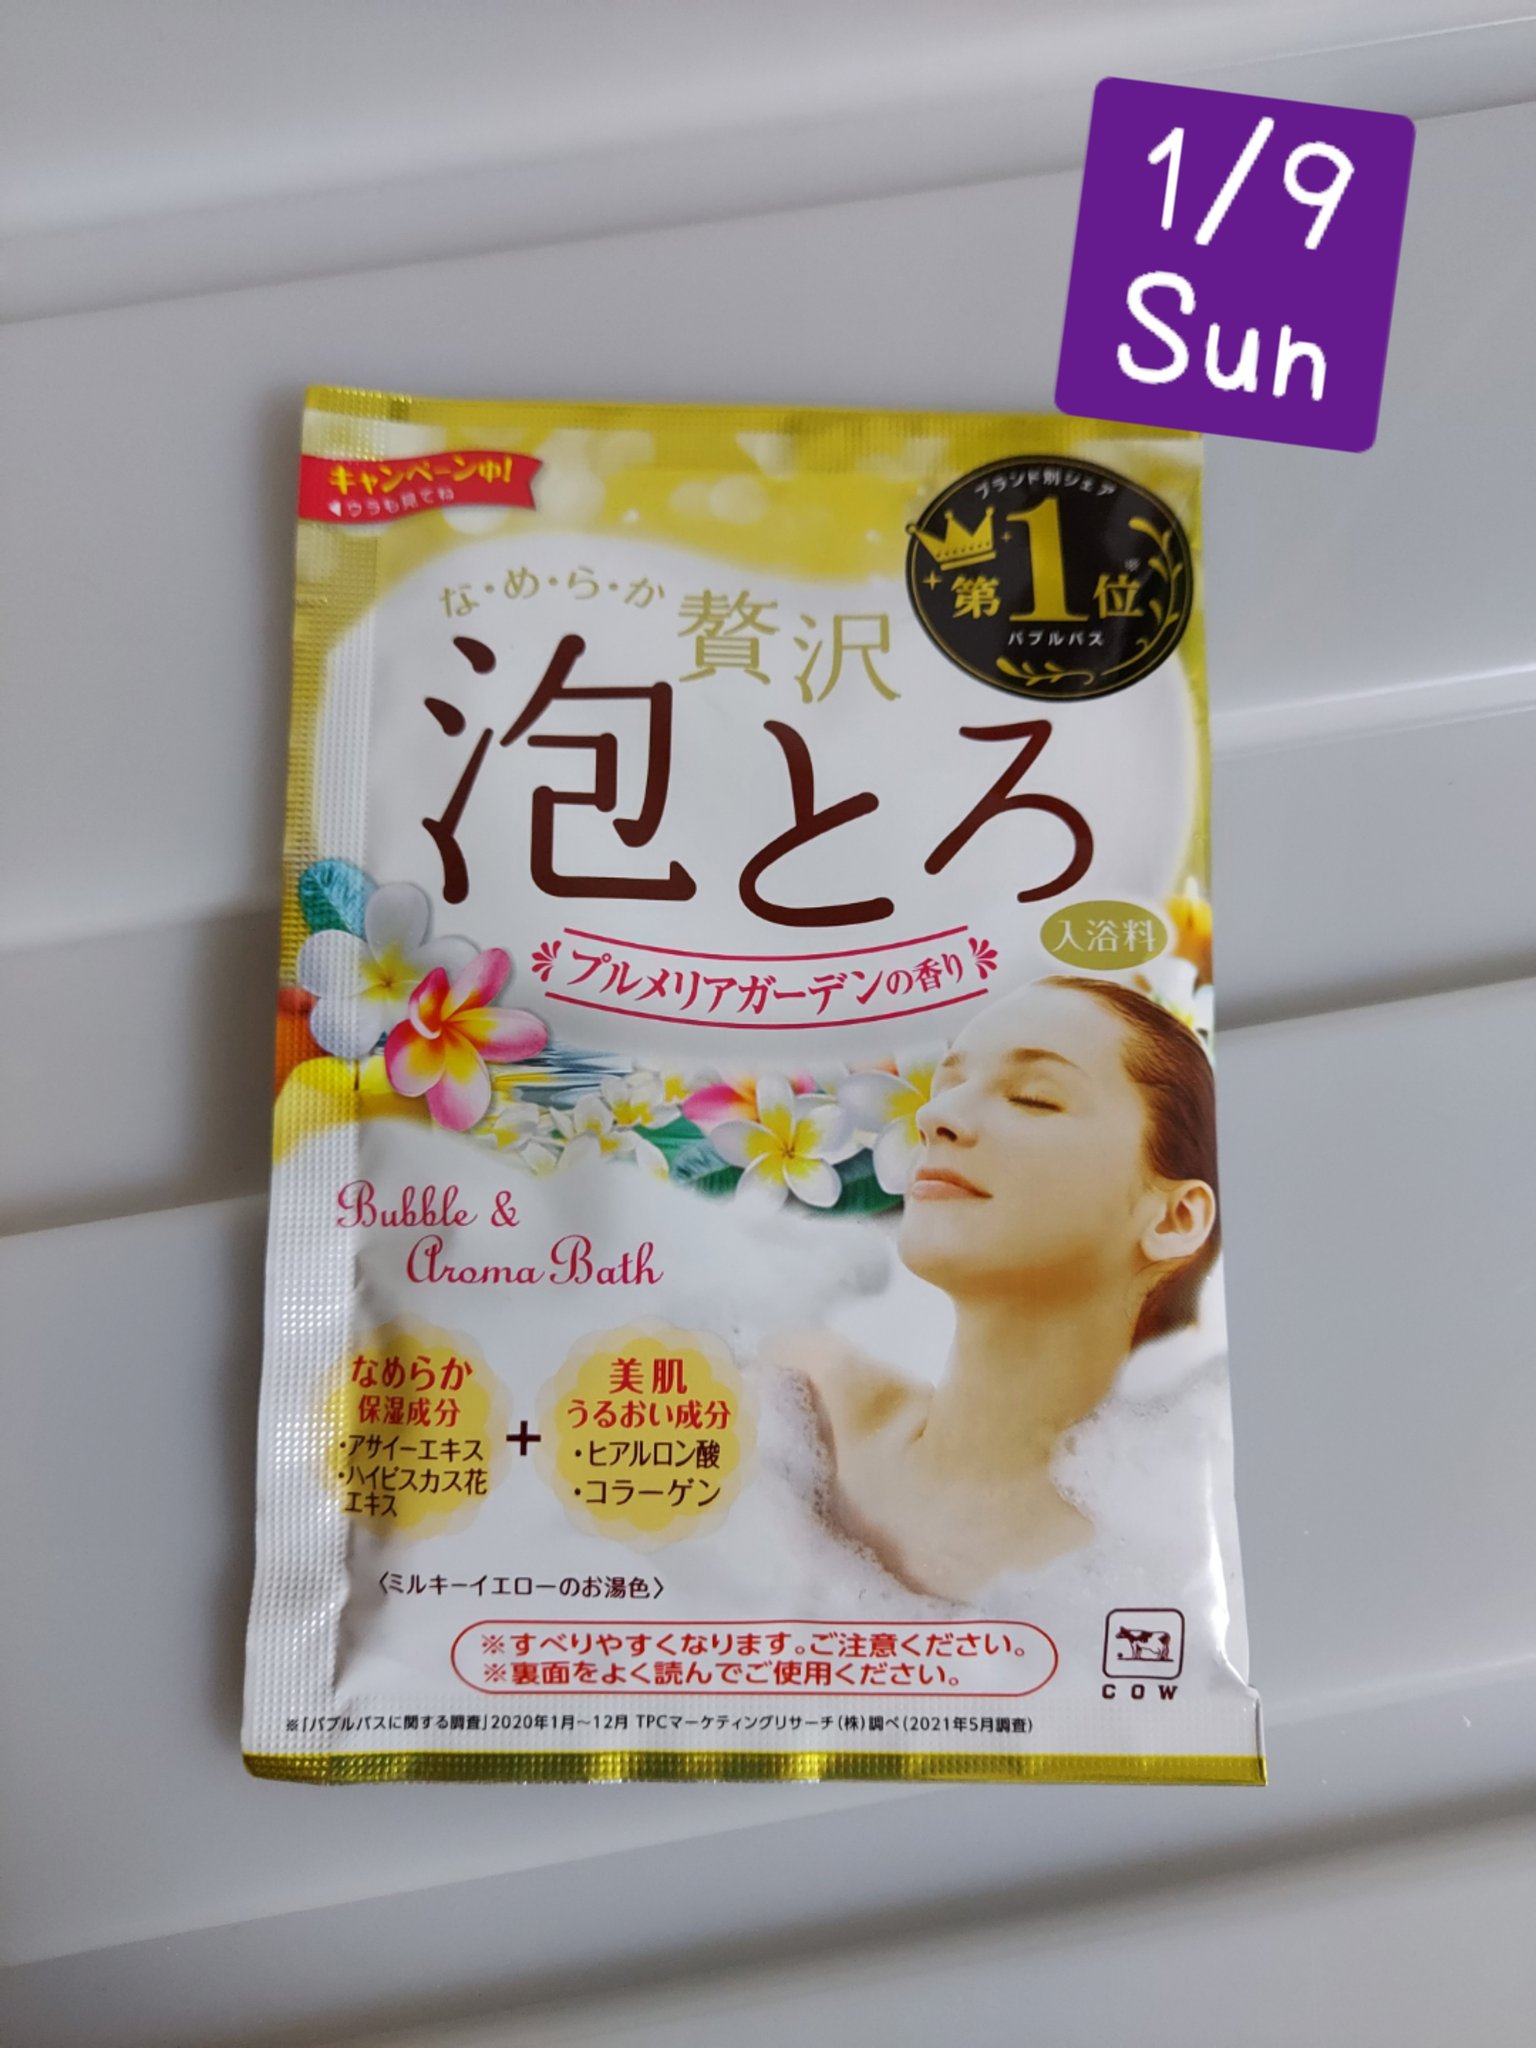 1/9
Sun
キャンペーン中!
◀ウラも見てね
ブランド別シェア
第1位※
バブルバス
な・め・ら・か 贅沢
泡とろ
入浴料
プルメリアガーデンの香り
Bubble &
Aroma Bath
なめらか
保湿成分
・アサイーエキス
・ハイビスカス花
エキス
+
美肌
うるおい成分
・ヒアルロン酸
・コラーゲン
〈ミルキーイエローのお湯色〉
※すべりやすくなります。ご注意ください。
※裏面をよく読んでご使用ください。
COW
※「バブルバスに関する調査」2020年1月~12月 TPCマーケティングリサーチ(株)調べ(2021年5月調査)